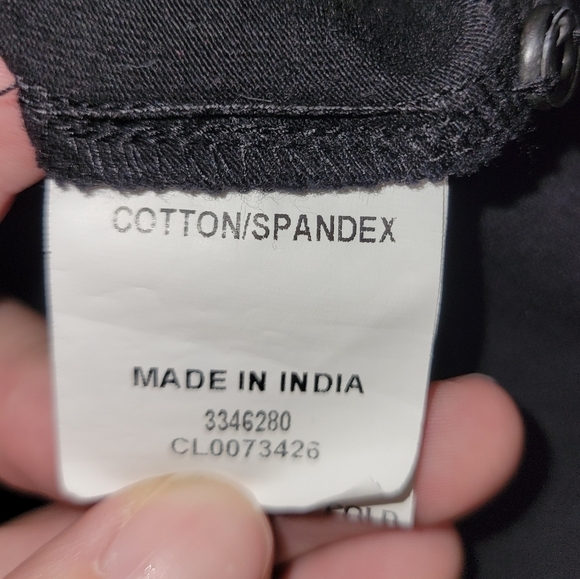 COTTON/SPANDEX
MADE IN INDIA
3346280
CL0073426